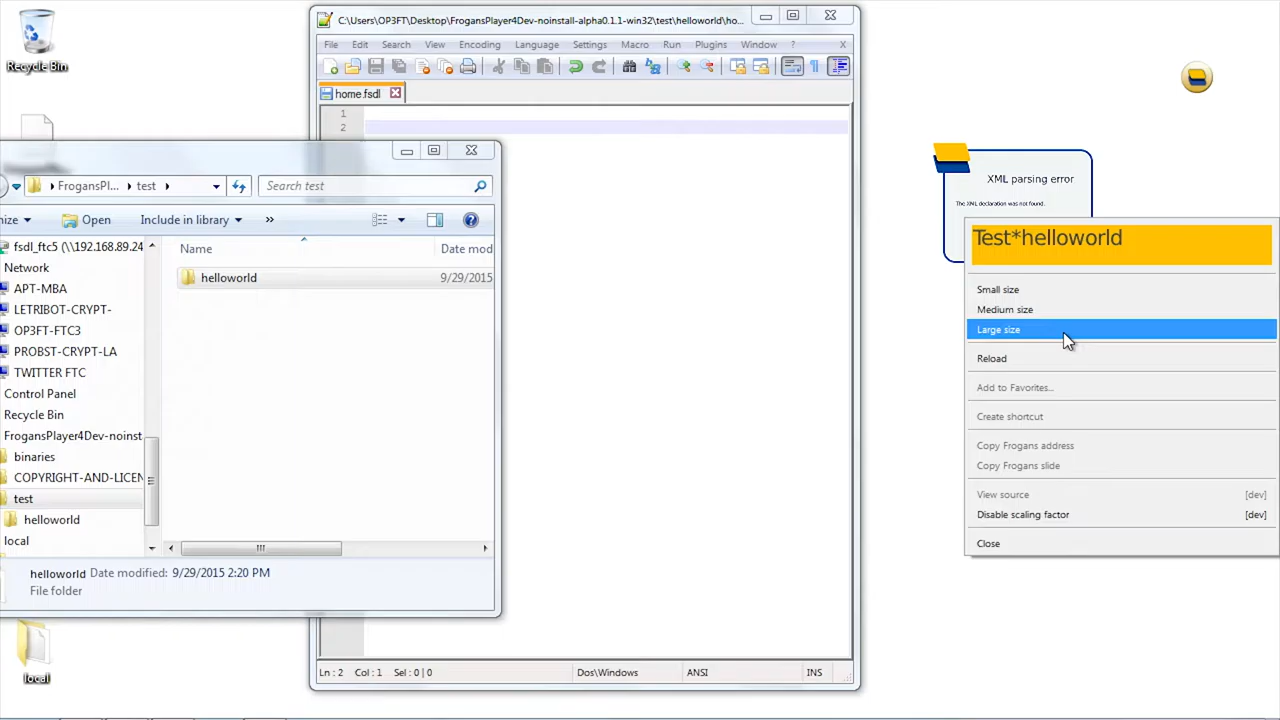 Recycle Bin
C:\Users\OP3FT\Desktop\FrogansPlayer4Dev-noinstall-alpha0.1.1-win32\test\helloworld\ho...
File Edit Search View Encoding Language Settings Macro Run Plugins Window ? X
home.fsdl
1
2
FrogansPl... test
Search test
ize Open Include in library »
Name Date mod
helloworld 9/29/2015
fsdl_ftc5 (\\192.168.89.24
Network
APT-MBA
LETRIBOT-CRYPT-
OP3FT-FTC3
PROBST-CRYPT-LA
TWITTER FTC
Control Panel
Recycle Bin
FrogansPlayer4Dev-noinst
binaries
COPYRIGHT-AND-LICEN
test
helloworld
local
helloworld Date modified: 9/29/2015 2:20 PM
File folder
local
Ln : 2 Col : 1 Sel : 0 | 0 Dos\Windows ANSI INS
XML parsing error
The XML declaration was not found.
Test*helloworld
Small size
Medium size
Large size
Reload
Add to Favorites...
Create shortcut
Copy Frogans address
Copy Frogans slide
View source [dev]
Disable scaling factor [dev]
Close